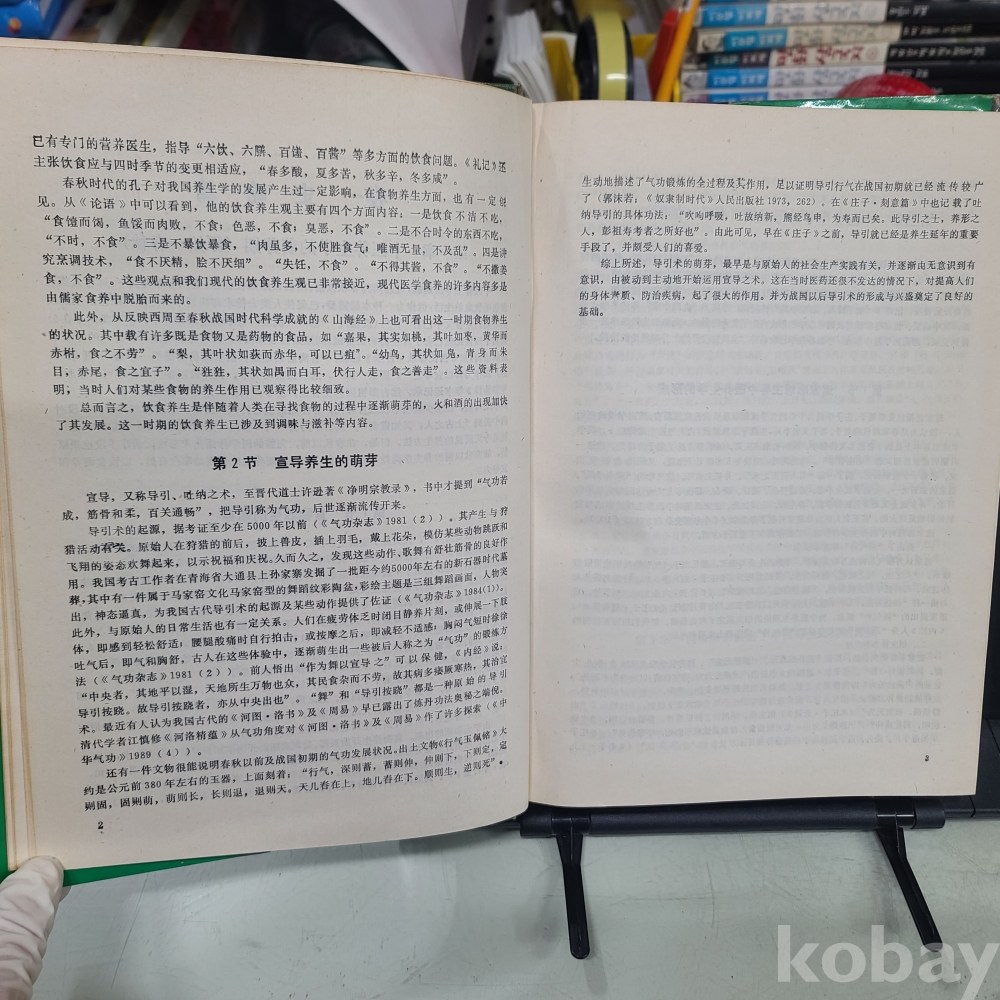 已有专门的营养医生，指导“六饮、六膳、百馐、百酱”等多方面的饮食问题。《礼记》还
主张饮食应与四时季节的变更相适应，“春多酸，夏多苦，秋多辛，冬多咸”。
春秋时代的孔子对我国养生学的发展产生过一定影响，在食物养生方面，也有一定创
见。从《论语》中可以看到，他的饮食养生观主要有四个方面内容：一是饮食不洁不吃，
“食饐而餲，鱼馁而肉败，不食；色恶，不食；臭恶，不食”。二是不合时令的东西不吃，
“不时，不食”。三是不暴饮暴食，“肉虽多，不使胜食气；唯酒无量，不及乱”。四是讲
究烹调技术，“食不厌精，脍不厌细”。“失饪，不食”。“不得其酱，不食”。“不撒姜
食，不食”。这些观点和我们现代的饮食养生观已非常接近，现代医学食养的许多内容多是
由儒家食养中脱胎而来的。
此外，从反映西周至春秋战国时代科学成就的《山海经》上也可看出这一时期食物养生
的状况。其中载有许多既是食物又是药物的食品，如“嘉果，其实如桃，其叶如枣，黄华而
赤柎，食之不劳”。“梨，其叶状如荻而赤华，可以已疽”。“幼鸟，其状如凫，青身而朱
目，赤尾，食之宜子”。“狌狌，其状如禺而白耳，伏行人走，食之善走”。这些资料表
明，当时人们对某些食物的养生作用已观察得比较细致。
总而言之，饮食养生是伴随着人类在寻找食物的过程中逐渐萌芽的，火和酒的出现加快
了其发展。这一时期的饮食养生已涉及到调味与滋补等内容。
第2节 宣导养生的萌芽
宣导，又称导引、吐纳之术，至晋代道士许逊著《净明宗教录》，书中才提到“气功若
成，筋骨和柔，百关通畅”，把导引称为气功，后世逐渐流传开来。
导引术的起源，据考证至少在5000年以前（《气功杂志》1981（2））。其产生与狩
猎活动有关。原始人在狩猎的前后，披上兽皮，插上羽毛，戴上花朵，模仿某些动物跳跃和
飞翔的姿态欢舞起来，以示祝福和庆祝。久而久之，发现这些动作、歌舞有舒壮筋骨的良好作
用。我国考古工作者在青海省大通县上孙家寨发掘了一批距今约5000年左右的新石器时代墓
葬，其中有一件属于马家窑文化马家窑型的舞蹈纹彩陶盆，彩绘主题是三组舞蹈画面，人物突
出，神态逼真，为我国古代导引术的起源及某些动作提供了佐证（《气功杂志》1984(1)）。
此外，与原始人的日常生活也有一定关系。人们在疲劳体乏时闭目静养片刻，或伸展一下肢
体，即感到轻松舒适；腰腿酸痛时自行拍击，或按摩之后，即减轻不适感；胸闷气短时徐徐
吐气后，即气和胸舒，古人在这些体验中，逐渐萌生出一些被后人称之为“气功”的锻炼方
法（《气功杂志》1981（2））。前人悟出“作为舞以宣导之”可以保健，《内经》说：
“中央者，其地平以湿，天地所生万物也众，其民食杂而不劳，故其病多痿厥寒热，其治宜
导引按跷。故导引按跷者，亦从中央出也”。“舞”和“导引按跷”都是一种原始的导引
术。最近有人认为我国古代的《河图·洛书》及《周易》早已露出了炼丹功法奥秘之端倪，
清代学者江慎修《河洛精蕴》从气功角度对《河图·洛书》及《周易》作了许多探索（《中
华气功》1989（4））。
还有一件文物很能说明春秋以前及战国初期的气功发展状况。出土文物《行气玉佩铭》大
约是公元前380年左右的玉器，上面刻着：“行气，深则蓄，蓄则伸，伸则下，下则定，定
则固，固则萌，萌则长，长则退，退则天。天几舂在上，地几舂在下。顺则生，逆则死”。
2
生动地描述了气功锻炼的全过程及其作用，足以证明导引行气在战国初期就已经流传较广
了（郭沫若：《奴隶制时代》人民出版社1973，262）。在《庄子·刻意篇》中也记载了吐
纳导引的具体功法：“吹呴呼吸，吐故纳新，熊经鸟申，为寿而已矣。此导引之士，养形之
人，彭祖寿考者之所好也”。由此可见，早在《庄子》之前，导引就已经是养生延年的重要
手段了，并颇受人们的喜爱。
综上所述，导引术的萌芽，最早是与原始人的社会生产实践有关，并逐渐由无意识到有
意识，由被动到主动地开始运用宣导之术。这在当时医药还很不发达的情况下，对提高人们
的身体素质、防治疾病，起了很大的作用。并为战国以后导引术的形成与兴盛奠定了良好的
基础。
3
kobay